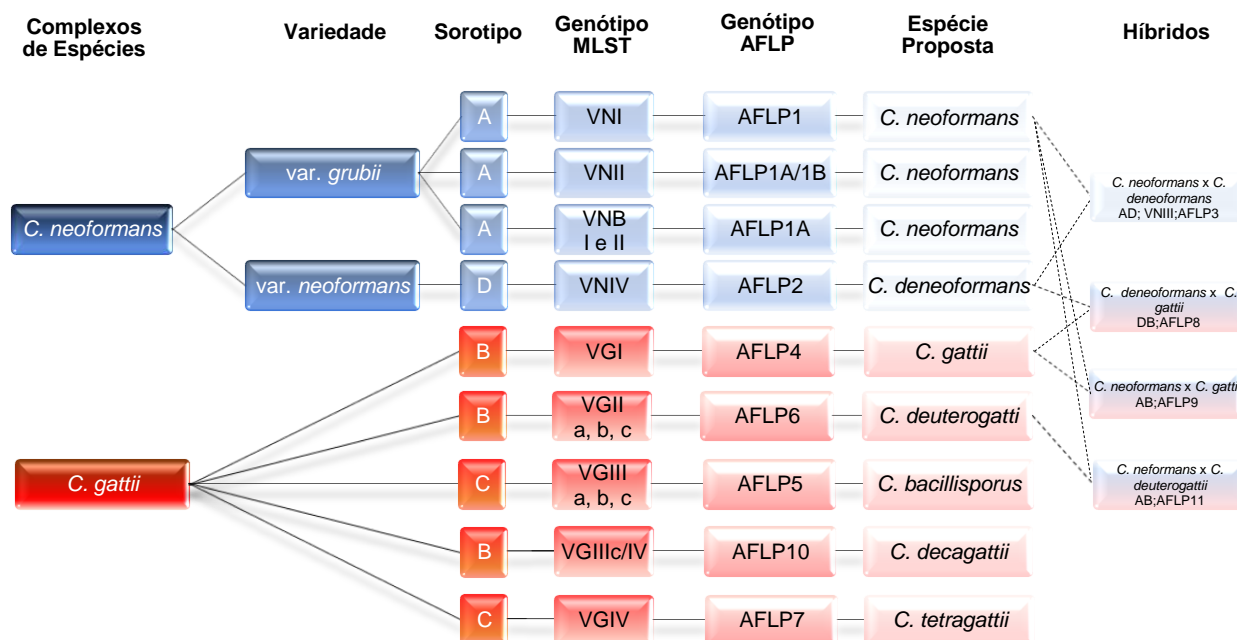 Complexos
de Espécies
Variedade
Sorotipo
Genótipo
MLST
Genótipo
AFLP
Espécie
Proposta
Híbridos
C. neoformans
var. grubii
var. neoformans
A
VNI
AFLP1
C. neoformans
A
VNII
AFLP1A/1B
C. neoformans
A
VNB
I e II
AFLP1A
C. neoformans
D
VNIV
AFLP2
C. deneoformans
C. gattii
B
VGI
AFLP4
C. gattii
B
VGII
a, b, c
AFLP6
C. deuterogatti
C
VGIII
a, b, c
AFLP5
C. bacillisporus
B
VGIIIc/IV
AFLP10
C. decagattii
C
VGIV
AFLP7
C. tetragattii
C. neoformans x C.
deneoformans
AD; VNIII;AFLP3
C. deneoformans x C.
gattii
DB;AFLP8
C. neoformans x C. gatti
AB;AFLP9
C. neformans x C.
deuterogattii
AB;AFLP11